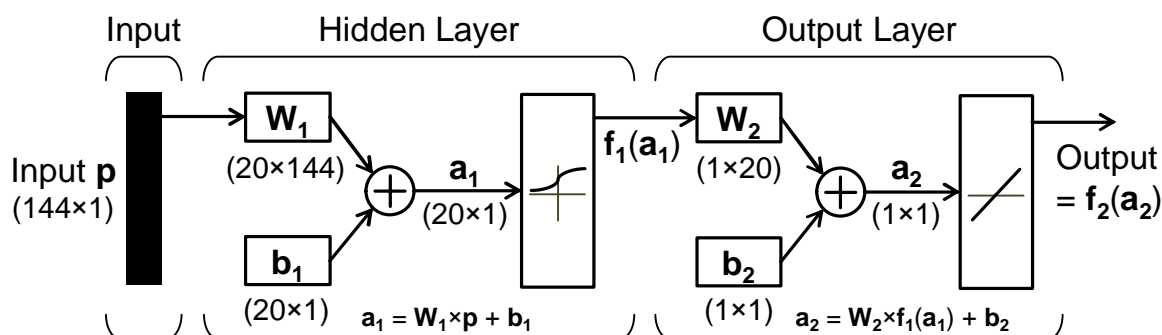 Input
Hidden Layer
Output Layer
Input p
(144×1)
W₁
(20×144)
b₁
(20×1)
a₁
(20×1)
f₁(a₁)
W₂
(1×20)
b₂
(1×1)
a₂
(1×1)
Output
= f₂(a₂)
a₁ = W₁×p + b₁
a₂ = W₂×f₁(a₁) + b₂